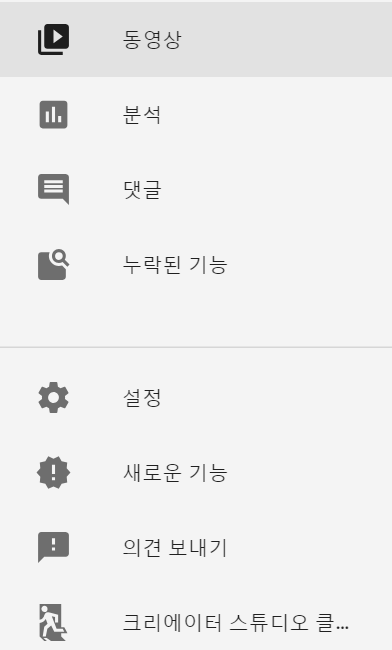 동영상
분석
댓글
누락된 기능
설정
새로운 기능
의견 보내기
크리에이터 스튜디오 클...